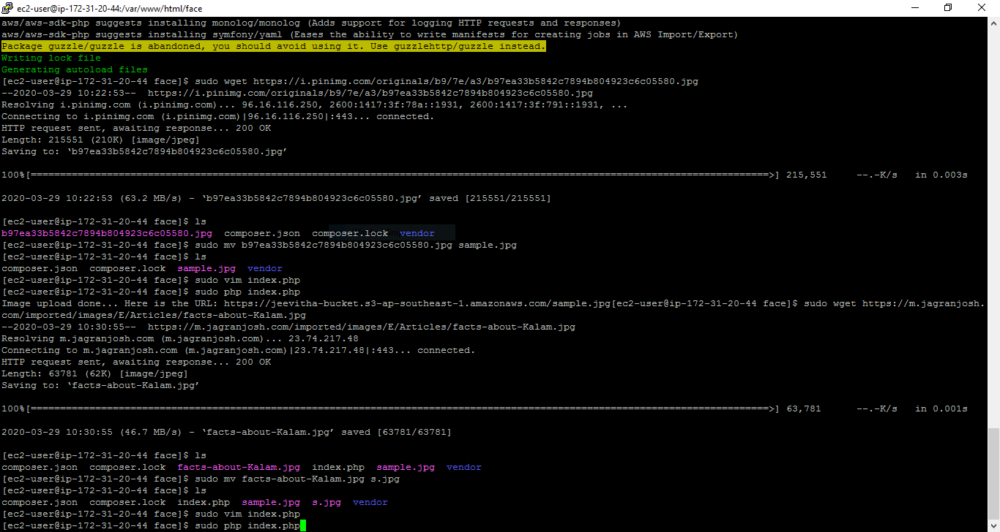 ec2-user@ip-172-31-20-44:/var/www/html/face
aws/aws-sdk-php suggests installing monolog/monolog (Adds support for logging HTTP requests and responses)
aws/aws-sdk-php suggests installing symfony/yaml (Eases the ability to write manifests for creating jobs in AWS Import/Export)
Package guzzle/guzzle is abandoned, you should avoid using it. Use guzzlehttp/guzzle instead.
Writing lock file
Generating autoload files
[ec2-user@ip-172-31-20-44 face]$ sudo wget https://i.pinimg.com/originals/b9/7e/a3/b97ea33b5842c7894b804923c6c05580.jpg
--2020-03-29 10:22:53--  https://i.pinimg.com/originals/b9/7e/a3/b97ea33b5842c7894b804923c6c05580.jpg
Resolving i.pinimg.com (i.pinimg.com)... 96.16.116.250, 2600:1417:3f:78a::1931, 2600:1417:3f:791::1931, ...
Connecting to i.pinimg.com (i.pinimg.com)|96.16.116.250|:443... connected.
HTTP request sent, awaiting response... 200 OK
Length: 215551 (210K) [image/jpeg]
Saving to: ‘b97ea33b5842c7894b804923c6c05580.jpg’
100%[==============================================================================================================================>] 215,551     --.-K/s   in 0.003s
2020-03-29 10:22:53 (63.2 MB/s) - ‘b97ea33b5842c7894b804923c6c05580.jpg’ saved [215551/215551]
[ec2-user@ip-172-31-20-44 face]$ ls
b97ea33b5842c7894b804923c6c05580.jpg  composer.json  composer.lock  vendor
[ec2-user@ip-172-31-20-44 face]$ sudo mv b97ea33b5842c7894b804923c6c05580.jpg sample.jpg
[ec2-user@ip-172-31-20-44 face]$ ls
composer.json  composer.lock  sample.jpg  vendor
[ec2-user@ip-172-31-20-44 face]$ sudo vim index.php
[ec2-user@ip-172-31-20-44 face]$ sudo php index.php
Image upload done... Here is the URL: https://jeevitha-bucket.s3-ap-southeast-1.amazonaws.com/sample.jpg[ec2-user@ip-172-31-20-44 face]$ sudo wget https://m.jagranjosh.
com/imported/images/E/Articles/facts-about-Kalam.jpg
--2020-03-29 10:30:55--  https://m.jagranjosh.com/imported/images/E/Articles/facts-about-Kalam.jpg
Resolving m.jagranjosh.com (m.jagranjosh.com)... 23.74.217.48
Connecting to m.jagranjosh.com (m.jagranjosh.com)|23.74.217.48|:443... connected.
HTTP request sent, awaiting response... 200 OK
Length: 63781 (62K) [image/jpeg]
Saving to: ‘facts-about-Kalam.jpg’
100%[==============================================================================================================================>] 63,781      --.-K/s   in 0.001s
2020-03-29 10:30:55 (46.7 MB/s) - ‘facts-about-Kalam.jpg’ saved [63781/63781]
[ec2-user@ip-172-31-20-44 face]$ ls
composer.json  composer.lock  facts-about-Kalam.jpg  index.php  sample.jpg  vendor
[ec2-user@ip-172-31-20-44 face]$ sudo mv facts-about-Kalam.jpg s.jpg
[ec2-user@ip-172-31-20-44 face]$ ls
composer.json  composer.lock  index.php  sample.jpg  s.jpg  vendor
[ec2-user@ip-172-31-20-44 face]$ sudo vim index.php
[ec2-user@ip-172-31-20-44 face]$ sudo php index.php